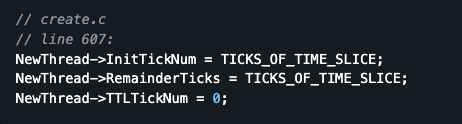 // create.c
// line 607:
NewThread->InitTickNum = TICKS_OF_TIME_SLICE;
NewThread->RemainderTicks = TICKS_OF_TIME_SLICE;
NewThread->TTLTickNum = 0;